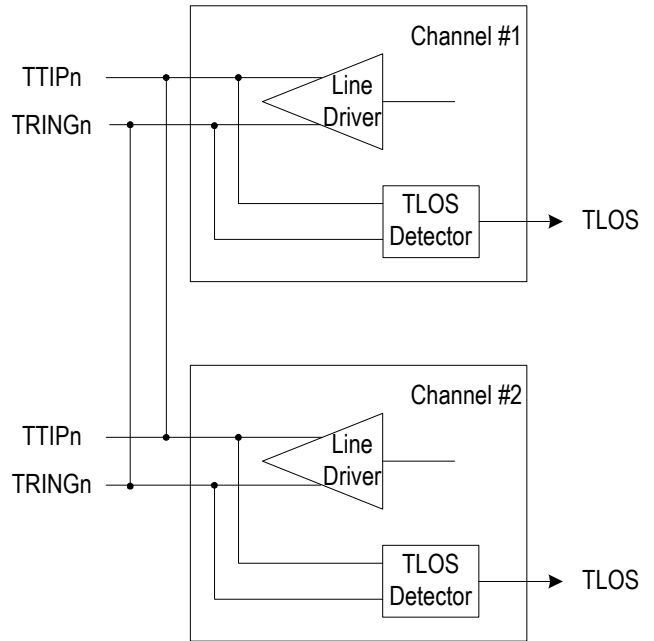 Channel #1
TTIPn
Line
Driver
TRINGn
TLOS
Detector
TLOS
Channel #2
TTIPn
Line
Driver
TRINGn
TLOS
Detector
TLOS